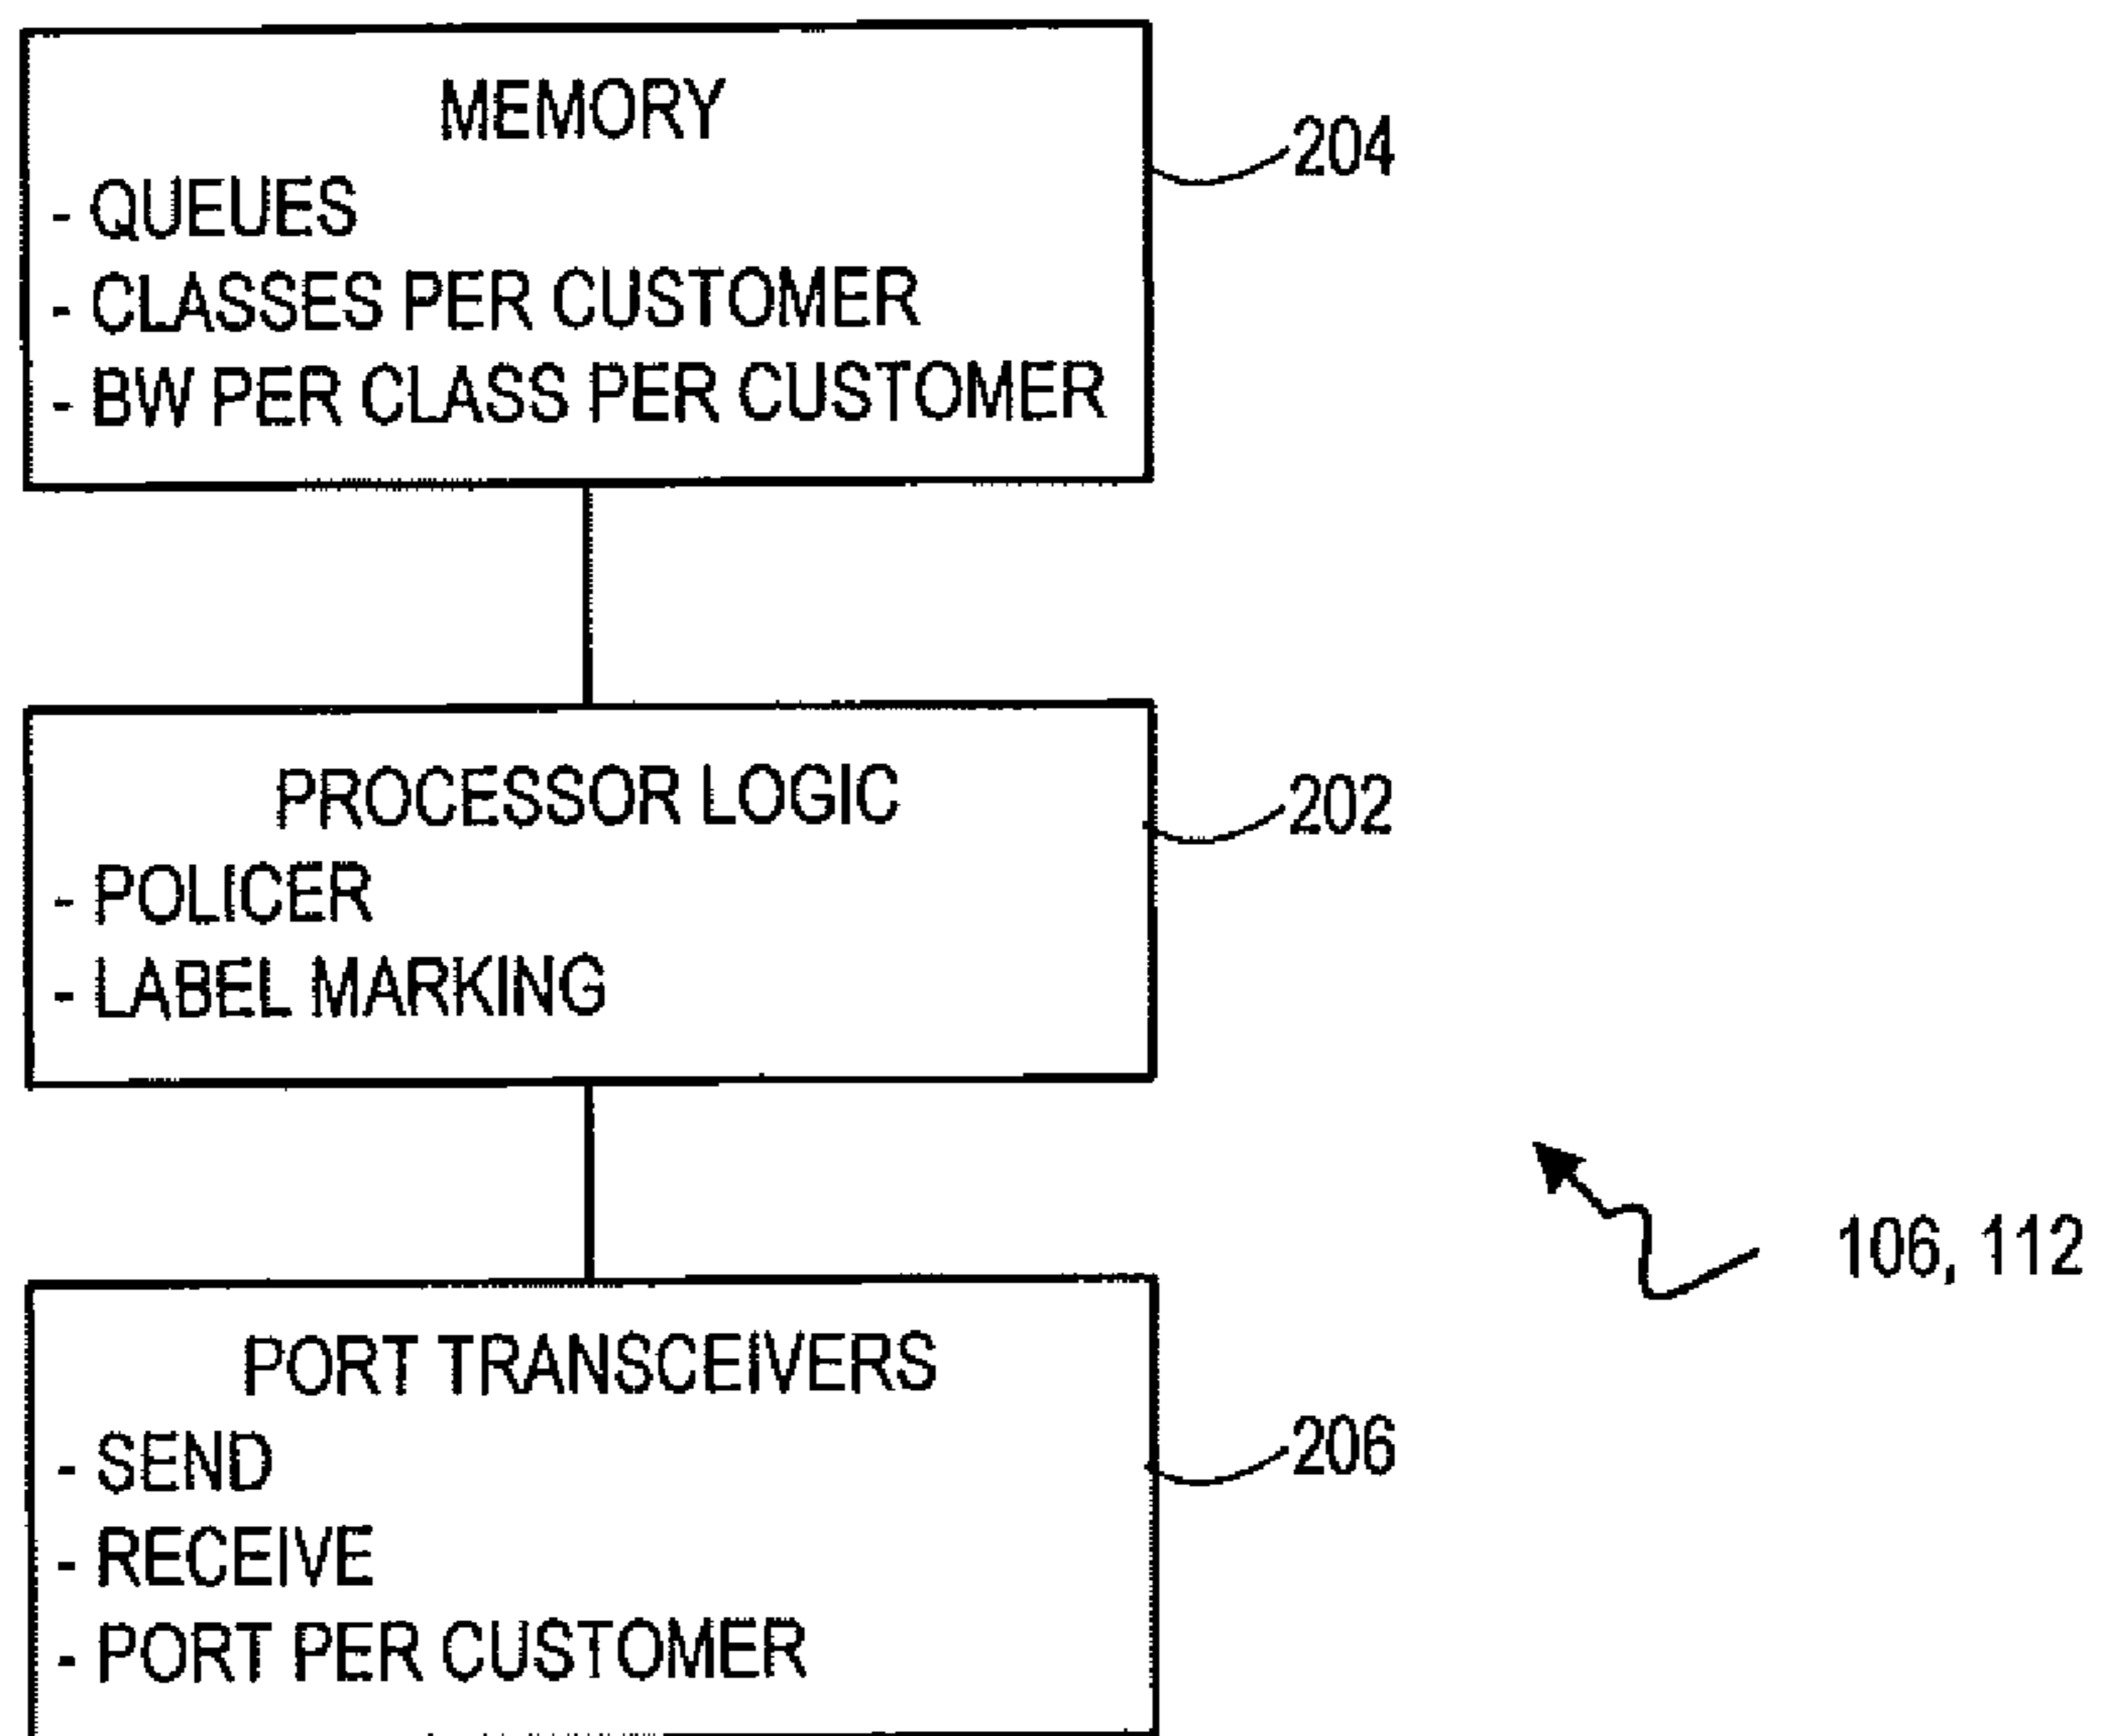 MEMORY
- QUEUES
- CLASSES PER CUSTOMER
- BW PER CLASS PER CUSTOMER
204
PROCESSOR LOGIC
- POLICER
- LABEL MARKING
202
106, 112
PORT TRANSCEIVERS
- SEND
- RECEIVE
- PORT PER CUSTOMER
206